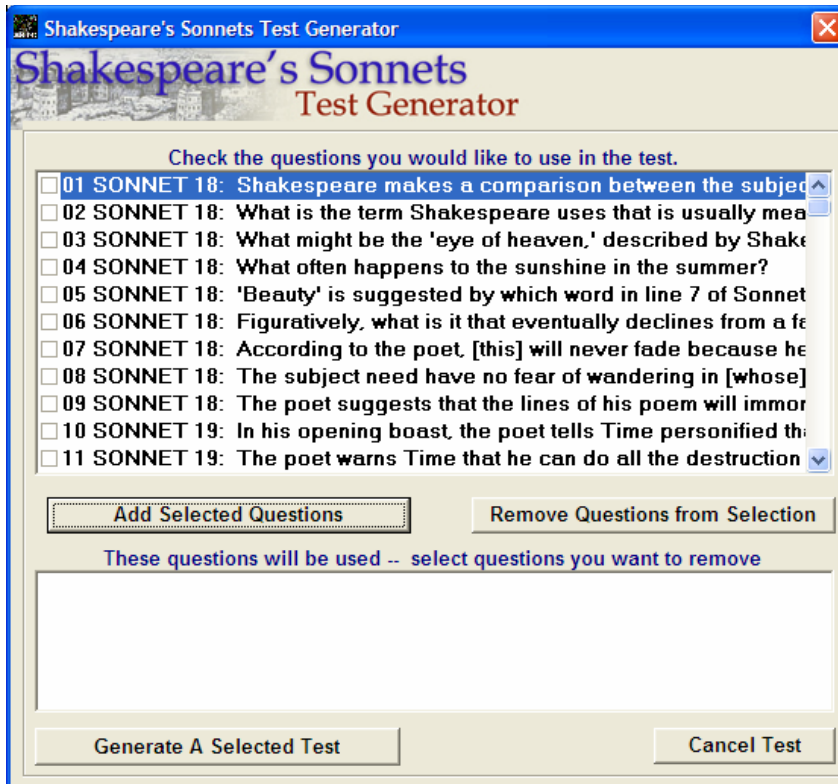 Shakespeare's Sonnets Test Generator
Shakespeare's Sonnets
Test Generator
Check the questions you would like to use in the test.
01 SONNET 18: Shakespeare makes a comparison between the subjec
02 SONNET 18: What is the term Shakespeare uses that is usually mea
03 SONNET 18: What might be the 'eye of heaven,' described by Shake
04 SONNET 18: What often happens to the sunshine in the summer?
05 SONNET 18: 'Beauty' is suggested by which word in line 7 of Sonnet
06 SONNET 18: Figuratively, what is it that eventually declines from a fa
07 SONNET 18: According to the poet, [this] will never fade because he
08 SONNET 18: The subject need have no fear of wandering in [whose]
09 SONNET 18: The poet suggests that the lines of his poem will immor
10 SONNET 19: In his opening boast, the poet tells Time personified tha
11 SONNET 19: The poet warns Time that he can do all the destruction
Add Selected Questions
Remove Questions from Selection
These questions will be used -- select questions you want to remove
Generate A Selected Test
Cancel Test